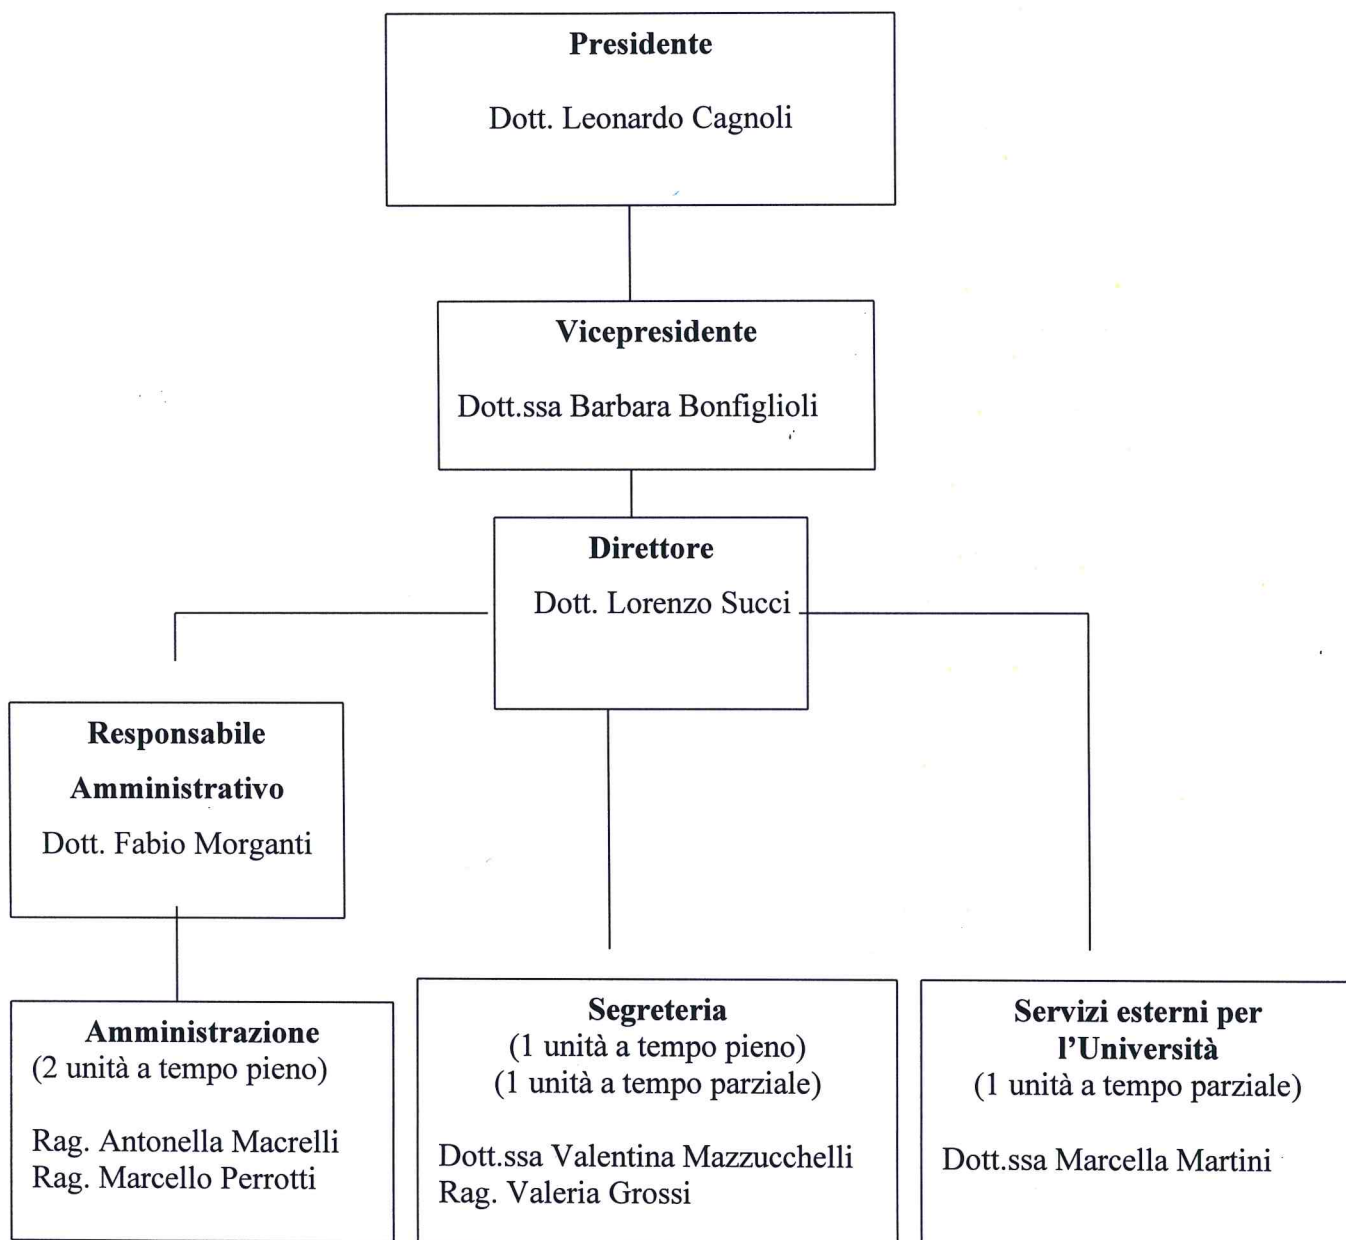 Presidente
Dott. Leonardo Cagnoli
Vicepresidente
Dott.ssa Barbara Bonfiglioli
Direttore
Dott. Lorenzo Succi
Responsabile
Amministrativo
Dott. Fabio Morganti
Amministrazione
(2 unità a tempo pieno)
Rag. Antonella Macrelli
Rag. Marcello Perrotti
Segreteria
(1 unità a tempo pieno)
(1 unità a tempo parziale)
Dott.ssa Valentina Mazzucchelli
Rag. Valeria Grossi
Servizi esterni per
l'Università
(1 unità a tempo parziale)
Dott.ssa Marcella Martini